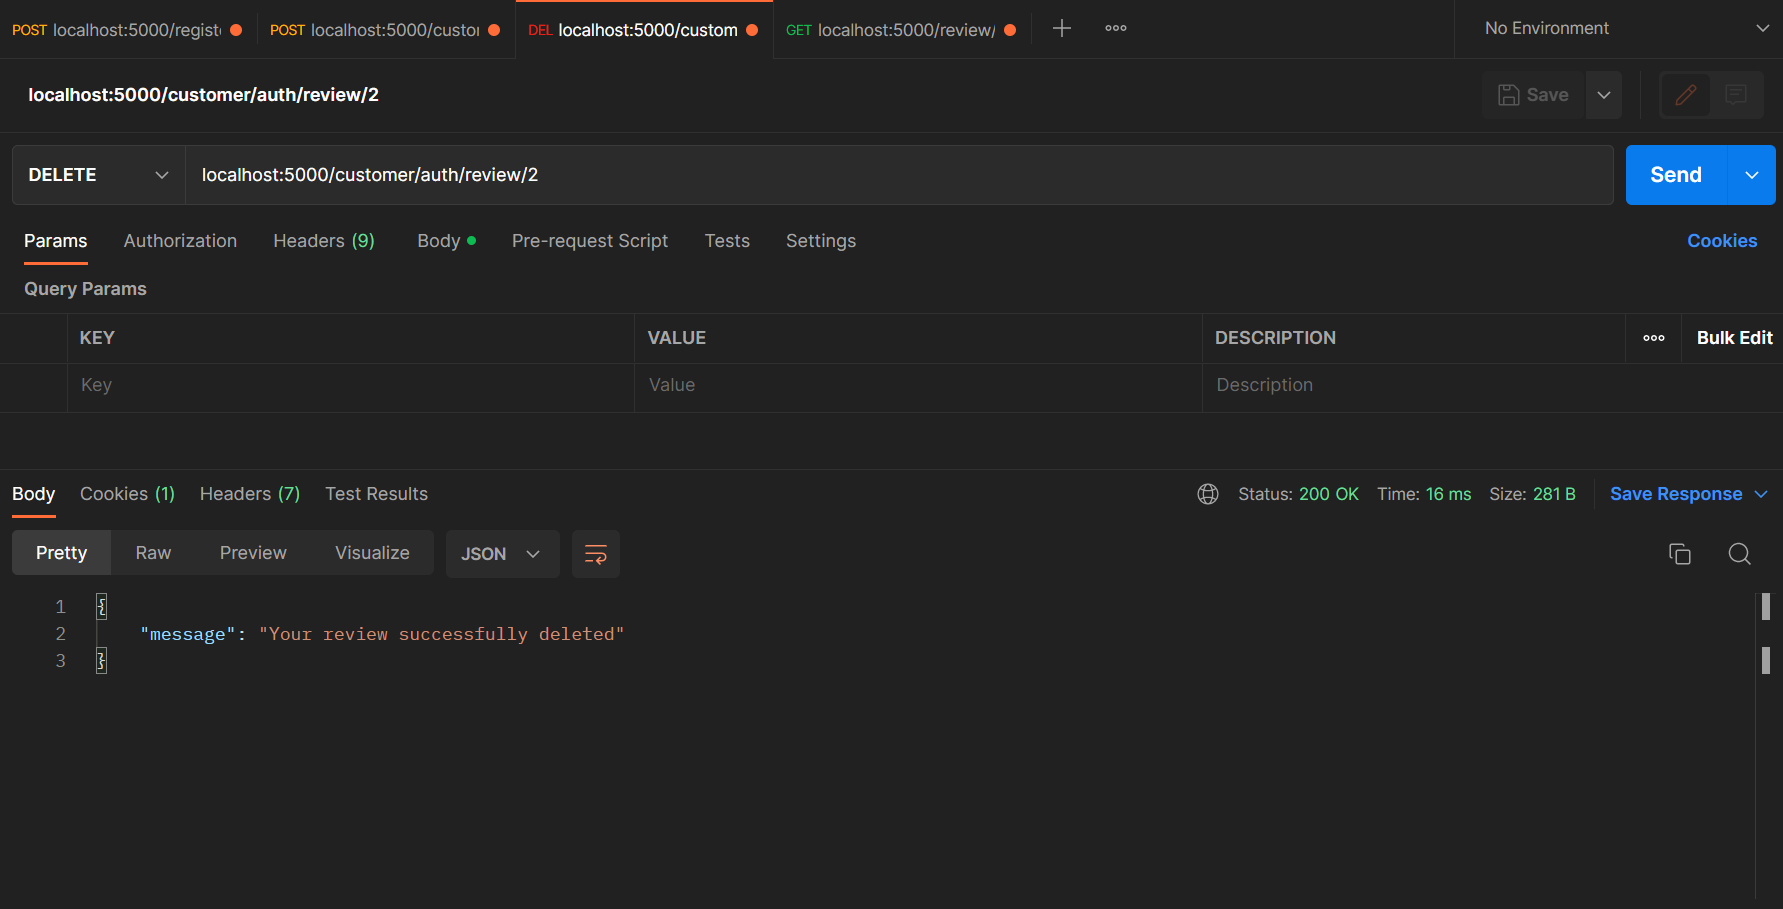 POST localhost:5000/regist
POST localhost:5000/custo
DEL localhost:5000/custom
GET localhost:5000/review/
No Environment
localhost:5000/customer/auth/review/2
Save
DELETE localhost:5000/customer/auth/review/2 Send
Params Authorization Headers (9) Body Pre-request Script Tests Settings Cookies
Query Params
KEY VALUE DESCRIPTION Bulk Edit
Key Value Description
Body Cookies (1) Headers (7) Test Results Status: 200 OK Time: 16 ms Size: 281 B Save Response
Pretty Raw Preview Visualize JSON
1 {
2 "message": "Your review successfully deleted"
3 }